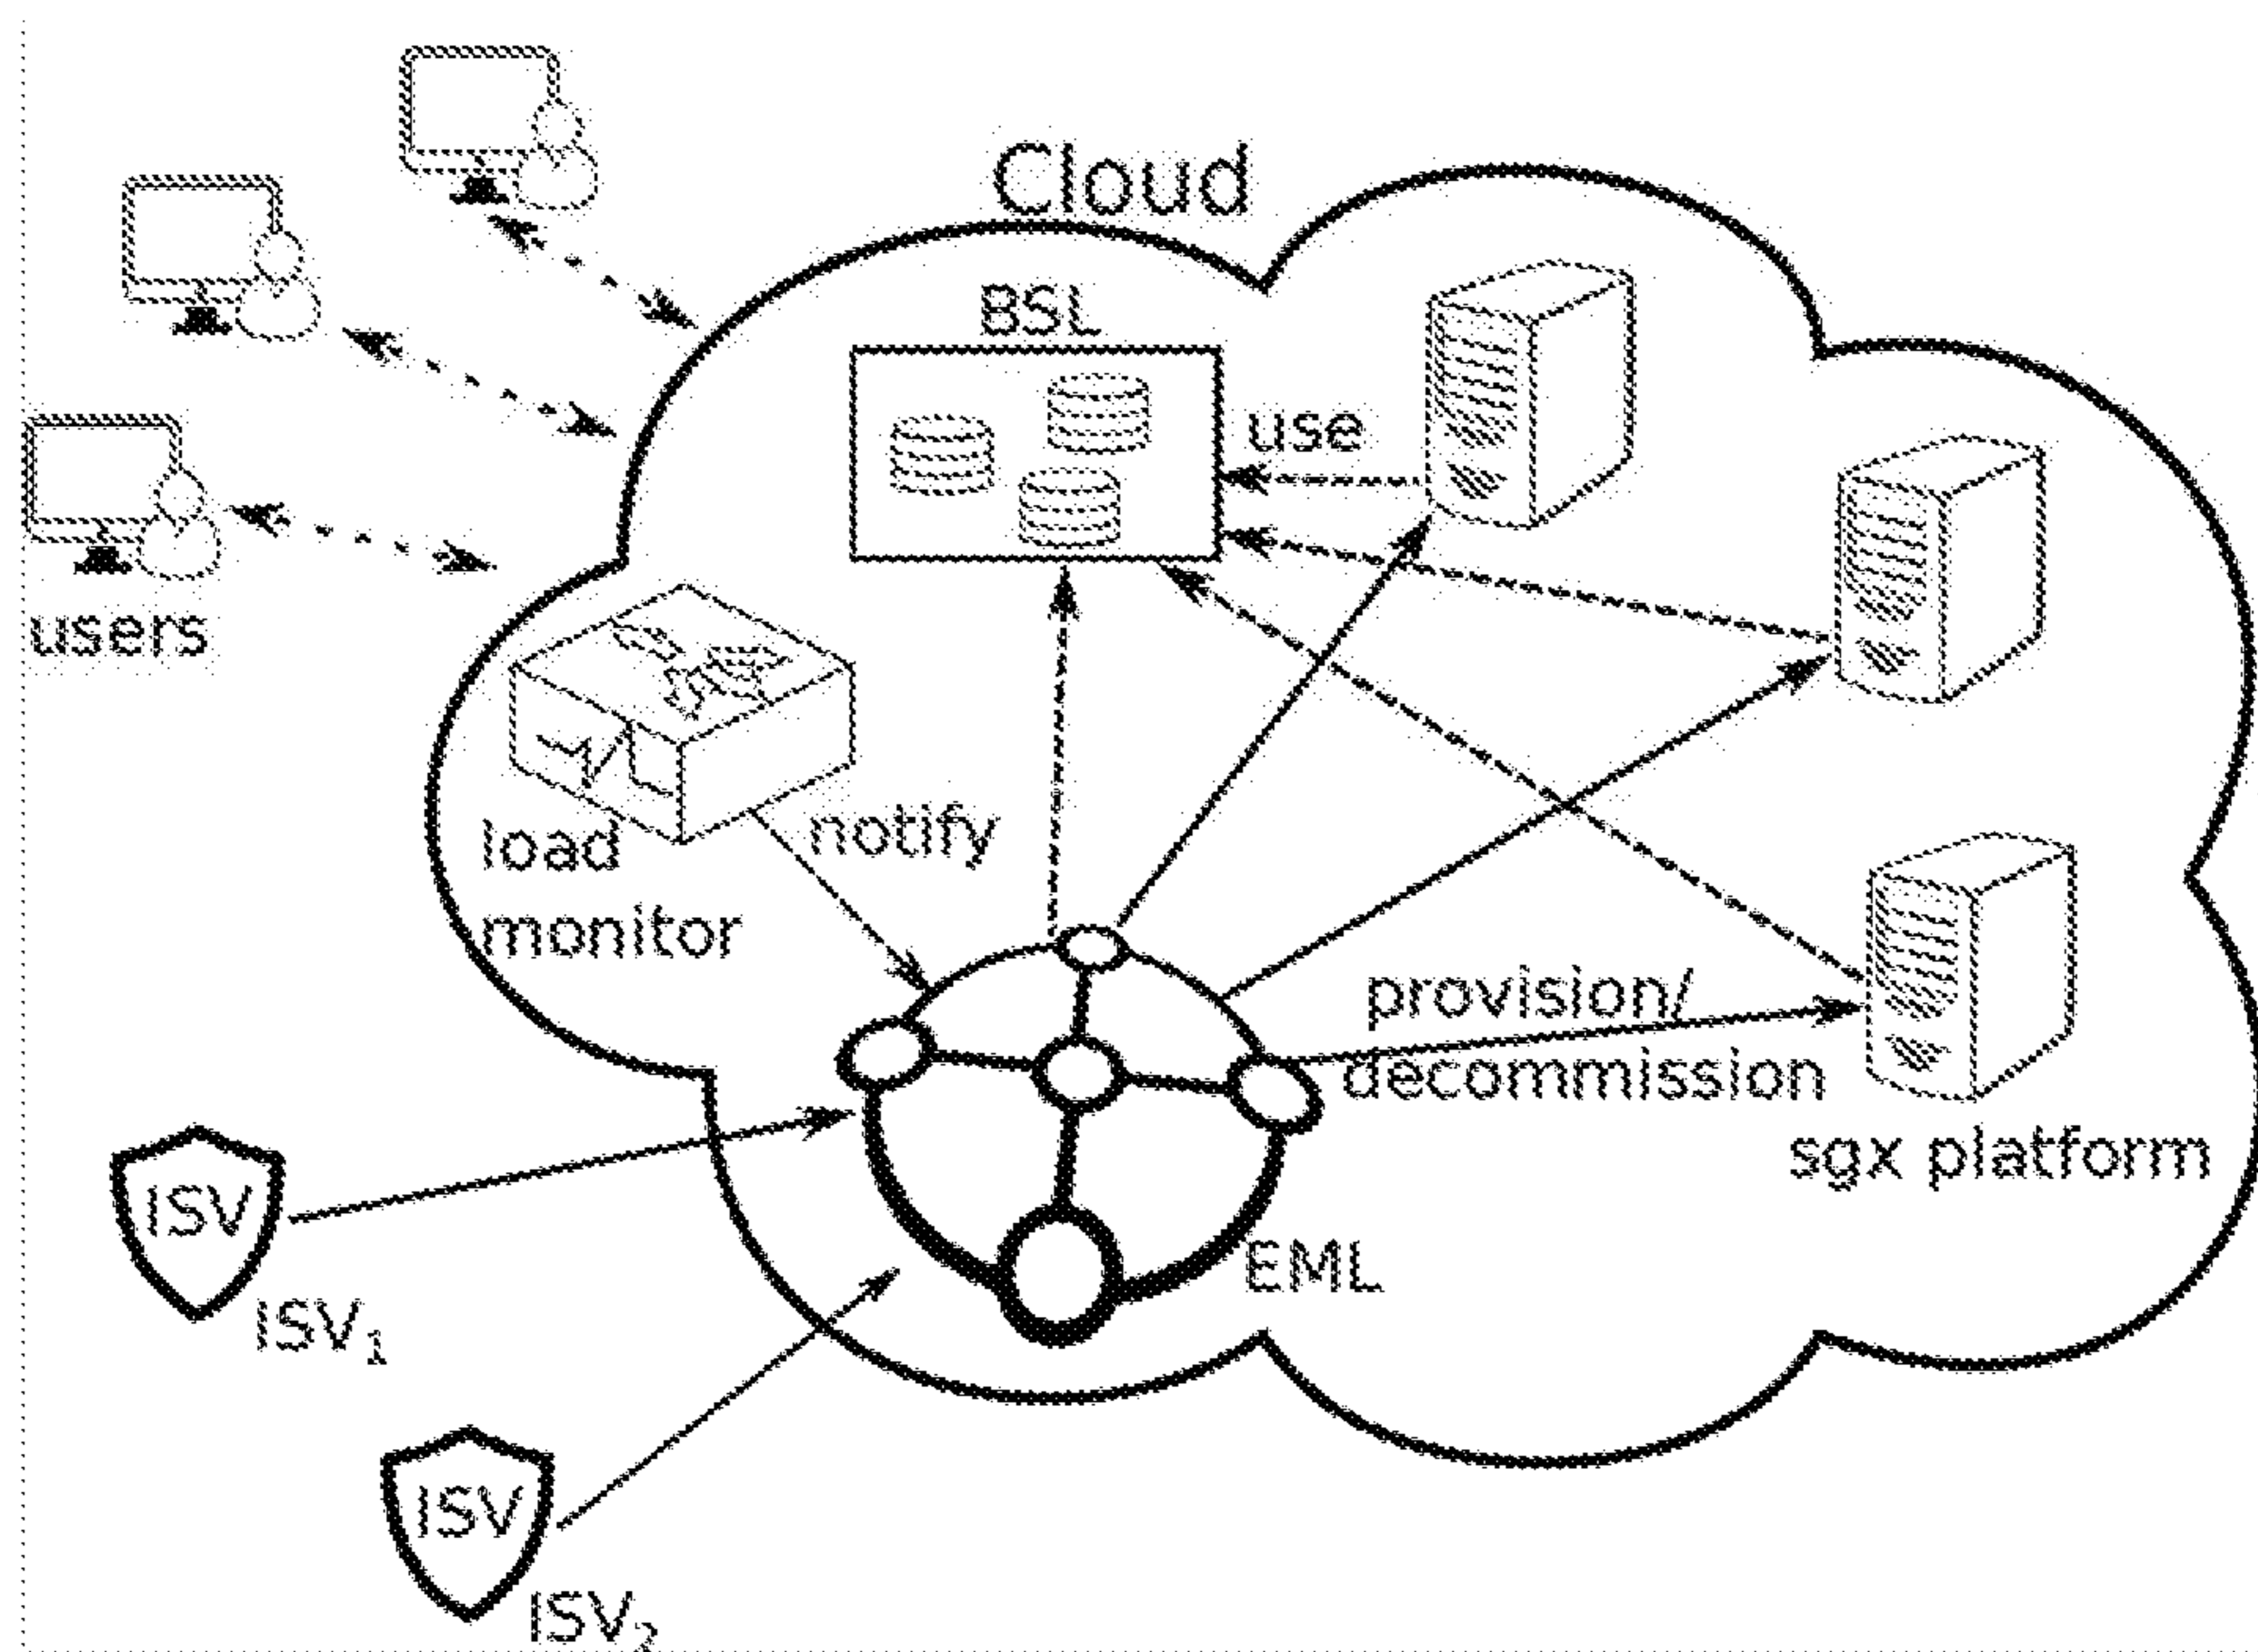 Cloud
BSL
use
users
load
monitor
notify
provision/
decommission
sgx platform
ISV
ISV₁
EML
ISV
ISV₂